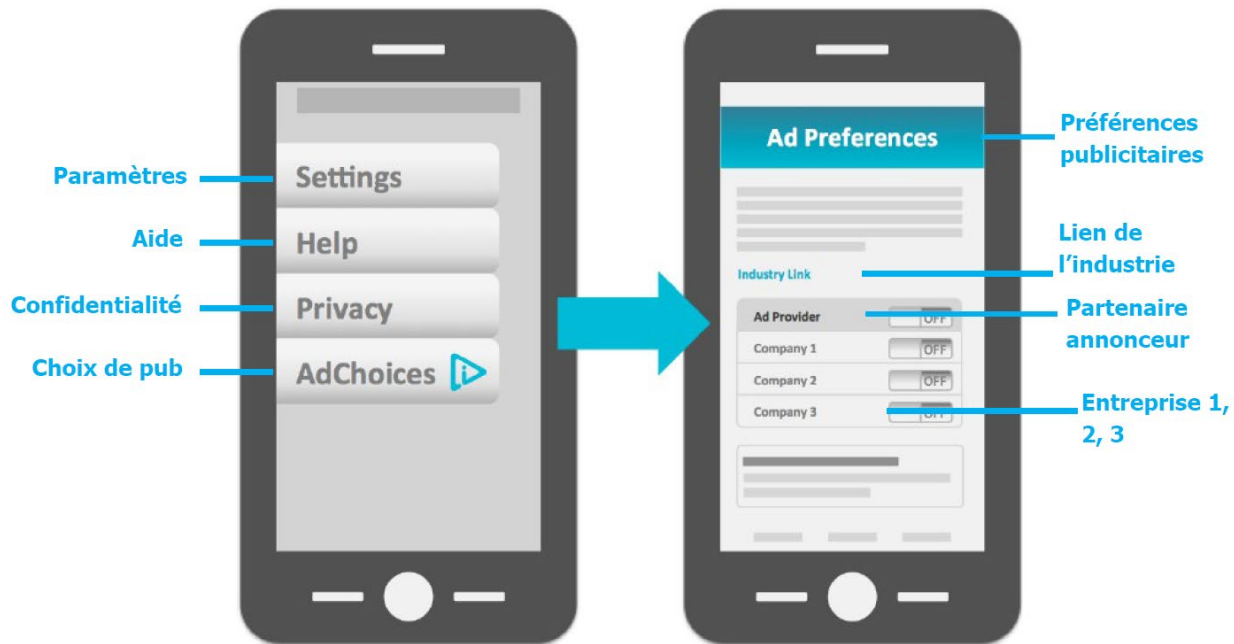 Paramètres
Settings
Aide
Help
Confidentialité
Privacy
Choix de pub
AdChoices
Ad Preferences
Préférences
publicitaires
Industry Link
Lien de
l’industrie
Ad Provider OFF
Partenaire
annonceur
Company 1 OFF
Company 2 OFF
Company 3 OFF
Entreprise 1,
2, 3